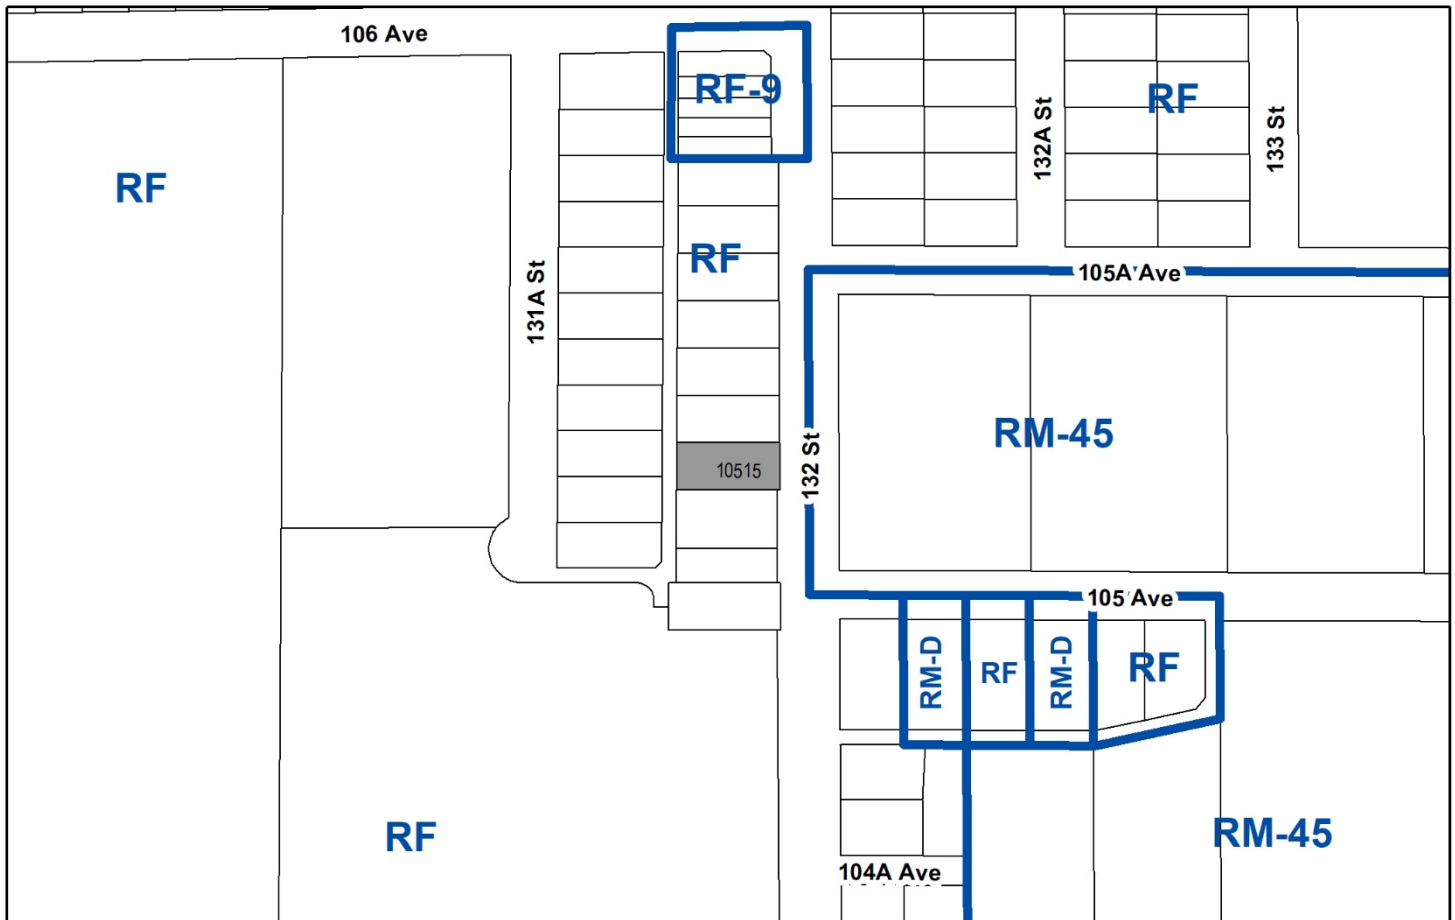 106 Ave
RF-9
RF
132A St
133 St
RF
RF
131A St
105A Ave
RM-45
132 St
10515
105 Ave
RM-D
RF
RM-D
RF
RF
RM-45
104A Ave